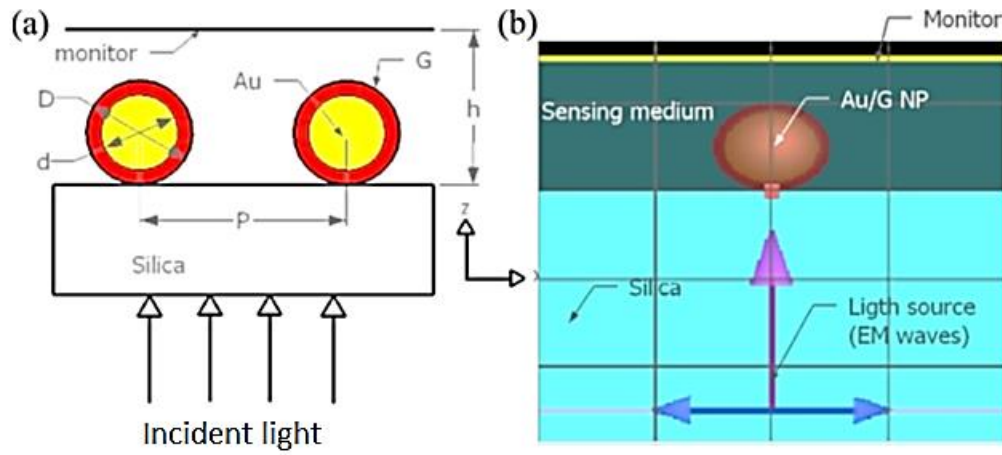 (a)
monitor
Au
G
D
d
h
P
z
x
Silica
Incident light
(b)
Monitor
Sensing medium
Au/G NP
Silica
Ligth source
(EM waves)